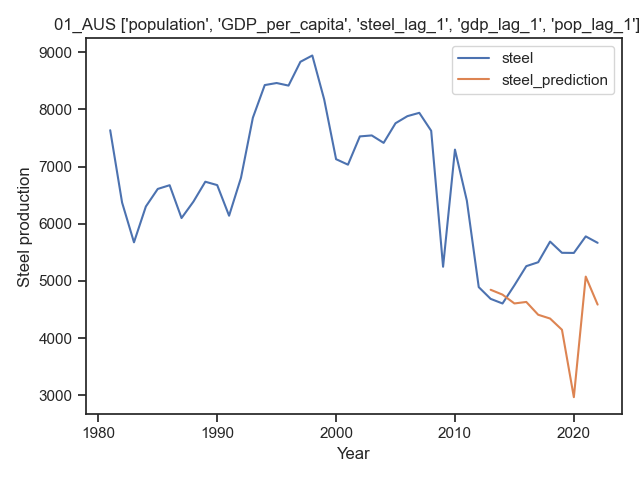 01_AUS ['population', 'GDP_per_capita', 'steel_lag_1', 'gdp_lag_1', 'pop_lag_1']
steel
steel_prediction
9000
8000
7000
6000
5000
4000
3000
Steel production
1980
1990
2000
2010
2020
Year